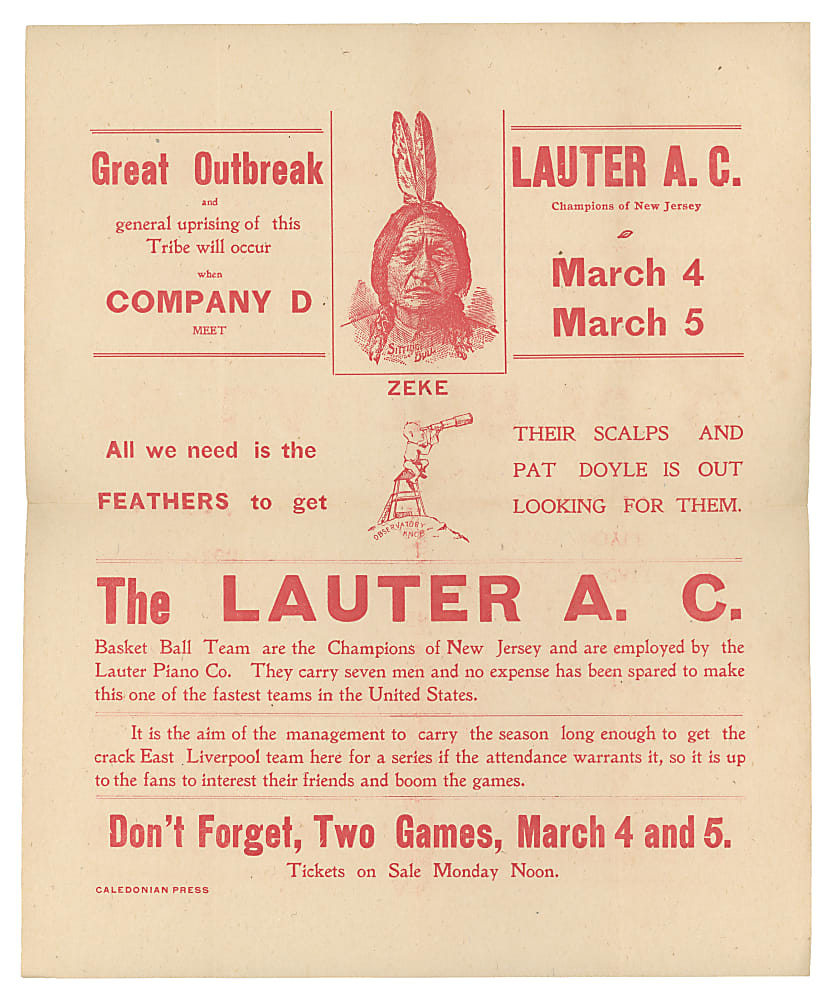 Great Outbreak
and
general uprising of this
Tribe will occur
when
COMPANY D
MEET
Sitting
Bull
ZEKE
LAUTER A. C.
Champions of New Jersey
March 4
March 5
All we need is the
FEATHERS to get
OBSERVATORY
KNOB
THEIR SCALPS AND
PAT DOYLE IS OUT
LOOKING FOR THEM.
The LAUTER A. C.
Basket Ball Team are the Champions of New Jersey and are employed by the
Lauter Piano Co. They carry seven men and no expense has been spared to make
this one of the fastest teams in the United States.
It is the aim of the management to carry the season long enough to get the
crack East Liverpool team here for a series if the attendance warrants it, so it is up
to the fans to interest their friends and boom the games.
Don't Forget, Two Games, March 4 and 5.
Tickets on Sale Monday Noon.
CALEDONIAN PRESS